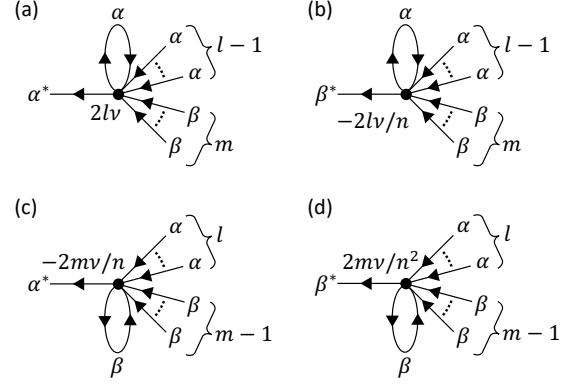 (a)
α
α
l − 1
α
α*
2lν
β
β
m
(b)
α
α
l − 1
α
β*
−2lν/n
β
β
m
(c)
α
l
−2mν/n
α
α*
β
β
m − 1
β
(d)
α
l
2mν/n²
α
β*
β
β
m − 1
β